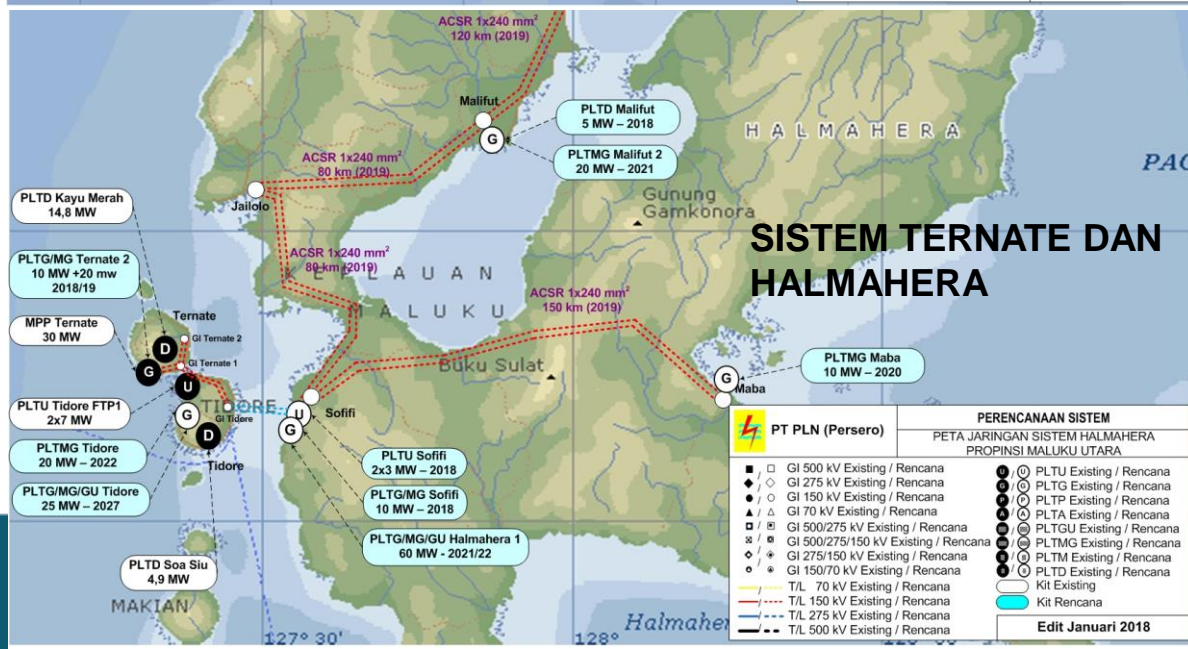 ACSR 1x240 mm²
120 km (2019)
Malifut
PLTD Malifut
5 MW – 2018
PLTMG Malifut 2
20 MW – 2021
HALMAHERA
PAC
ACSR 1x240 mm²
80 km (2019)
Jailolo
Gunung
Gamkonora
PLTD Kayu Merah
14,8 MW
SISTEM TERNATE DAN
HALMAHERA
PLTG/MG Ternate 2
10 MW +20 mw
2018/19
ACSR 1x240 mm²
80 km (2019)
KEPULAUAN
MALUKU
ACSR 1x240 mm²
150 km (2019)
MPP Ternate
30 MW
Ternate
GI Ternate 2
D
GI Ternate 1
G
U
Buku Sulat
PLTMG Maba
10 MW – 2020
G
Maba
PLTU Tidore FTP1
2x7 MW
TIDORE
GI Tidore
G
D
Tidore
U
G
Sofifi
PLTMG Tidore
20 MW – 2022
PLTG/MG/GU Tidore
25 MW – 2027
PLTU Sofifi
2x3 MW – 2018
PLTG/MG Sofifi
10 MW – 2018
PLTG/MG/GU Halmahera 1
60 MW - 2021/22
PLTD Soa Siu
4,9 MW
MAKIAN
127° 30'
128°
Halmahe
PT PLN (Persero)
PERENCANAAN SISTEM
PETA JARINGAN SISTEM HALMAHERA
PROPINSI MALUKU UTARA
GI 500 kV Existing / Rencana
GI 275 kV Existing / Rencana
GI 150 kV Existing / Rencana
GI 70 kV Existing / Rencana
GI 500/275 kV Existing / Rencana
GI 500/275/150 kV Existing / Rencana
GI 275/150 kV Existing / Rencana
GI 150/70 kV Existing / Rencana
T/L 70 kV Existing / Rencana
T/L 150 kV Existing / Rencana
T/L 275 kV Existing / Rencana
T/L 500 kV Existing / Rencana
U / U PLTU Existing / Rencana
G / G PLTG Existing / Rencana
P / P PLTP Existing / Rencana
A / A PLTA Existing / Rencana
PLTGU Existing / Rencana
PLTMG Existing / Rencana
PLTM Existing / Rencana
PLTD Existing / Rencana
Kit Existing
Kit Rencana
Edit Januari 2018